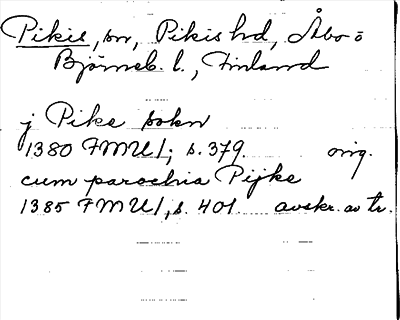 Pikis, sn, Pikis hd, Åbo o
Björneb. l., Finland
j Pike sokn
1380 FMU I; s. 379. orig.
cum parochia Pijke
1385 FMU I, s. 401. avskr. av tr.